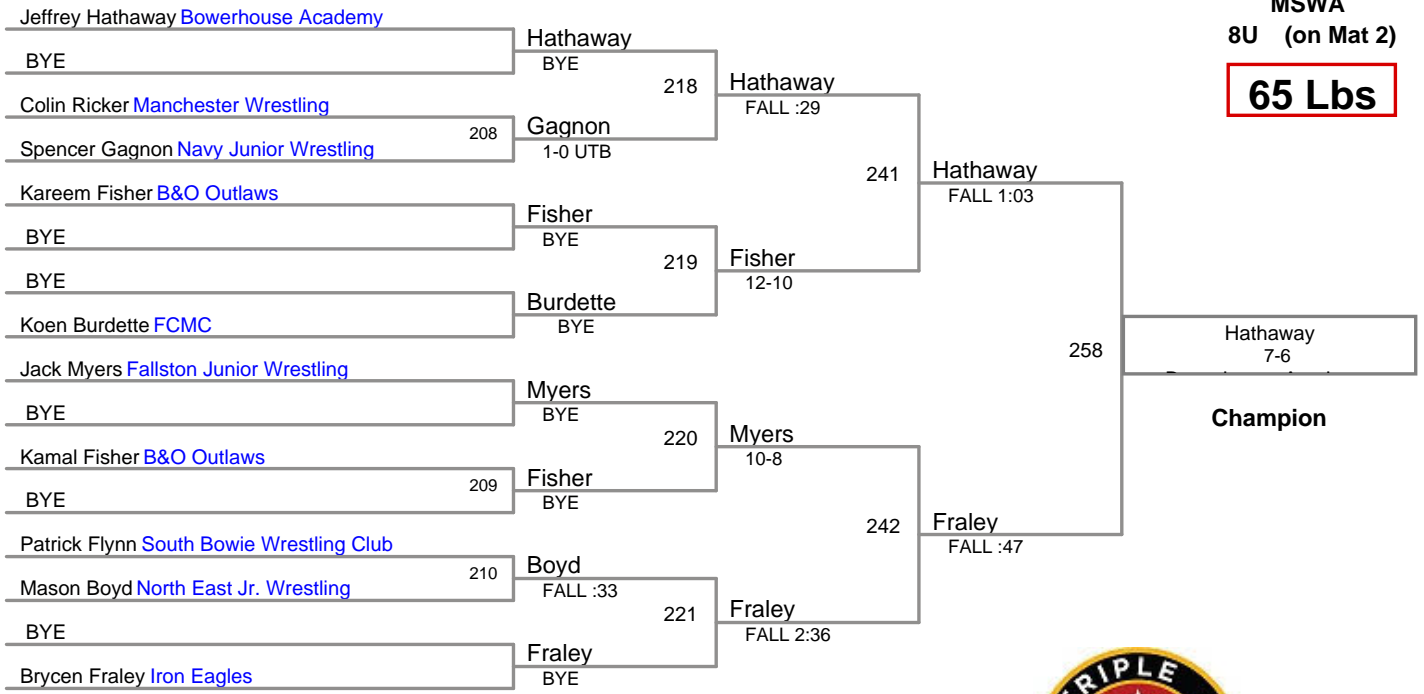 MSWA
8U (on Mat 2)
65 Lbs
Jeffrey Hathaway Bowerhouse Academy
BYE
Colin Ricker Manchester Wrestling
208
Spencer Gagnon Navy Junior Wrestling
Kareem Fisher B&O Outlaws
BYE
BYE
Koen Burdette FCMC
Jack Myers Fallston Junior Wrestling
BYE
Kamal Fisher B&O Outlaws
209
BYE
Patrick Flynn South Bowie Wrestling Club
210
Mason Boyd North East Jr. Wrestling
BYE
Brycen Fraley Iron Eagles
Hathaway
BYE
218
Gagnon
1-0 UTB
Fisher
BYE
219
Burdette
BYE
Myers
BYE
220
Fisher
BYE
Boyd
FALL :33
221
Fraley
BYE
Hathaway
FALL :29
241
Fisher
12-10
Myers
10-8
242
Fraley
FALL 2:36
Hathaway
FALL 1:03
258
Fraley
FALL :47
Hathaway
7-6
Champion
TRIPLE